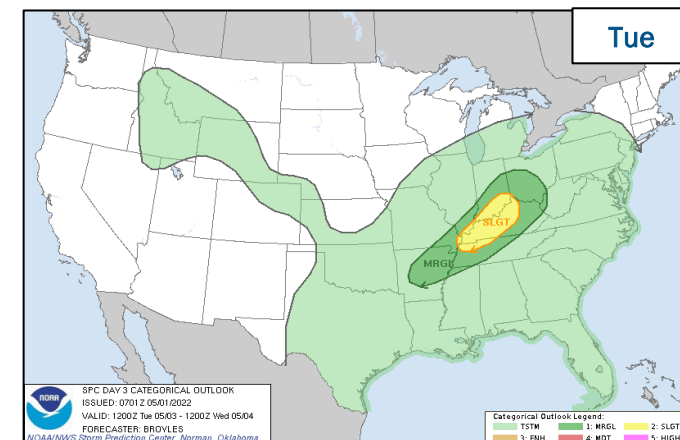 Tue
SLGT
MRGL
NOAA
SPC DAY 3 CATEGORICAL OUTLOOK
ISSUED: 0701Z 05/01/2022
VALID: 1200Z Tue 05/03 - 1200Z Wed 05/04
FORECASTER: BROYLES
NOAA/NWS Storm Prediction Center, Norman, Oklahoma
Categorical Outlook Legend:
TSTM 1: MRGL 2: SLGT
3: ENH 4: MDT 5: HIGH